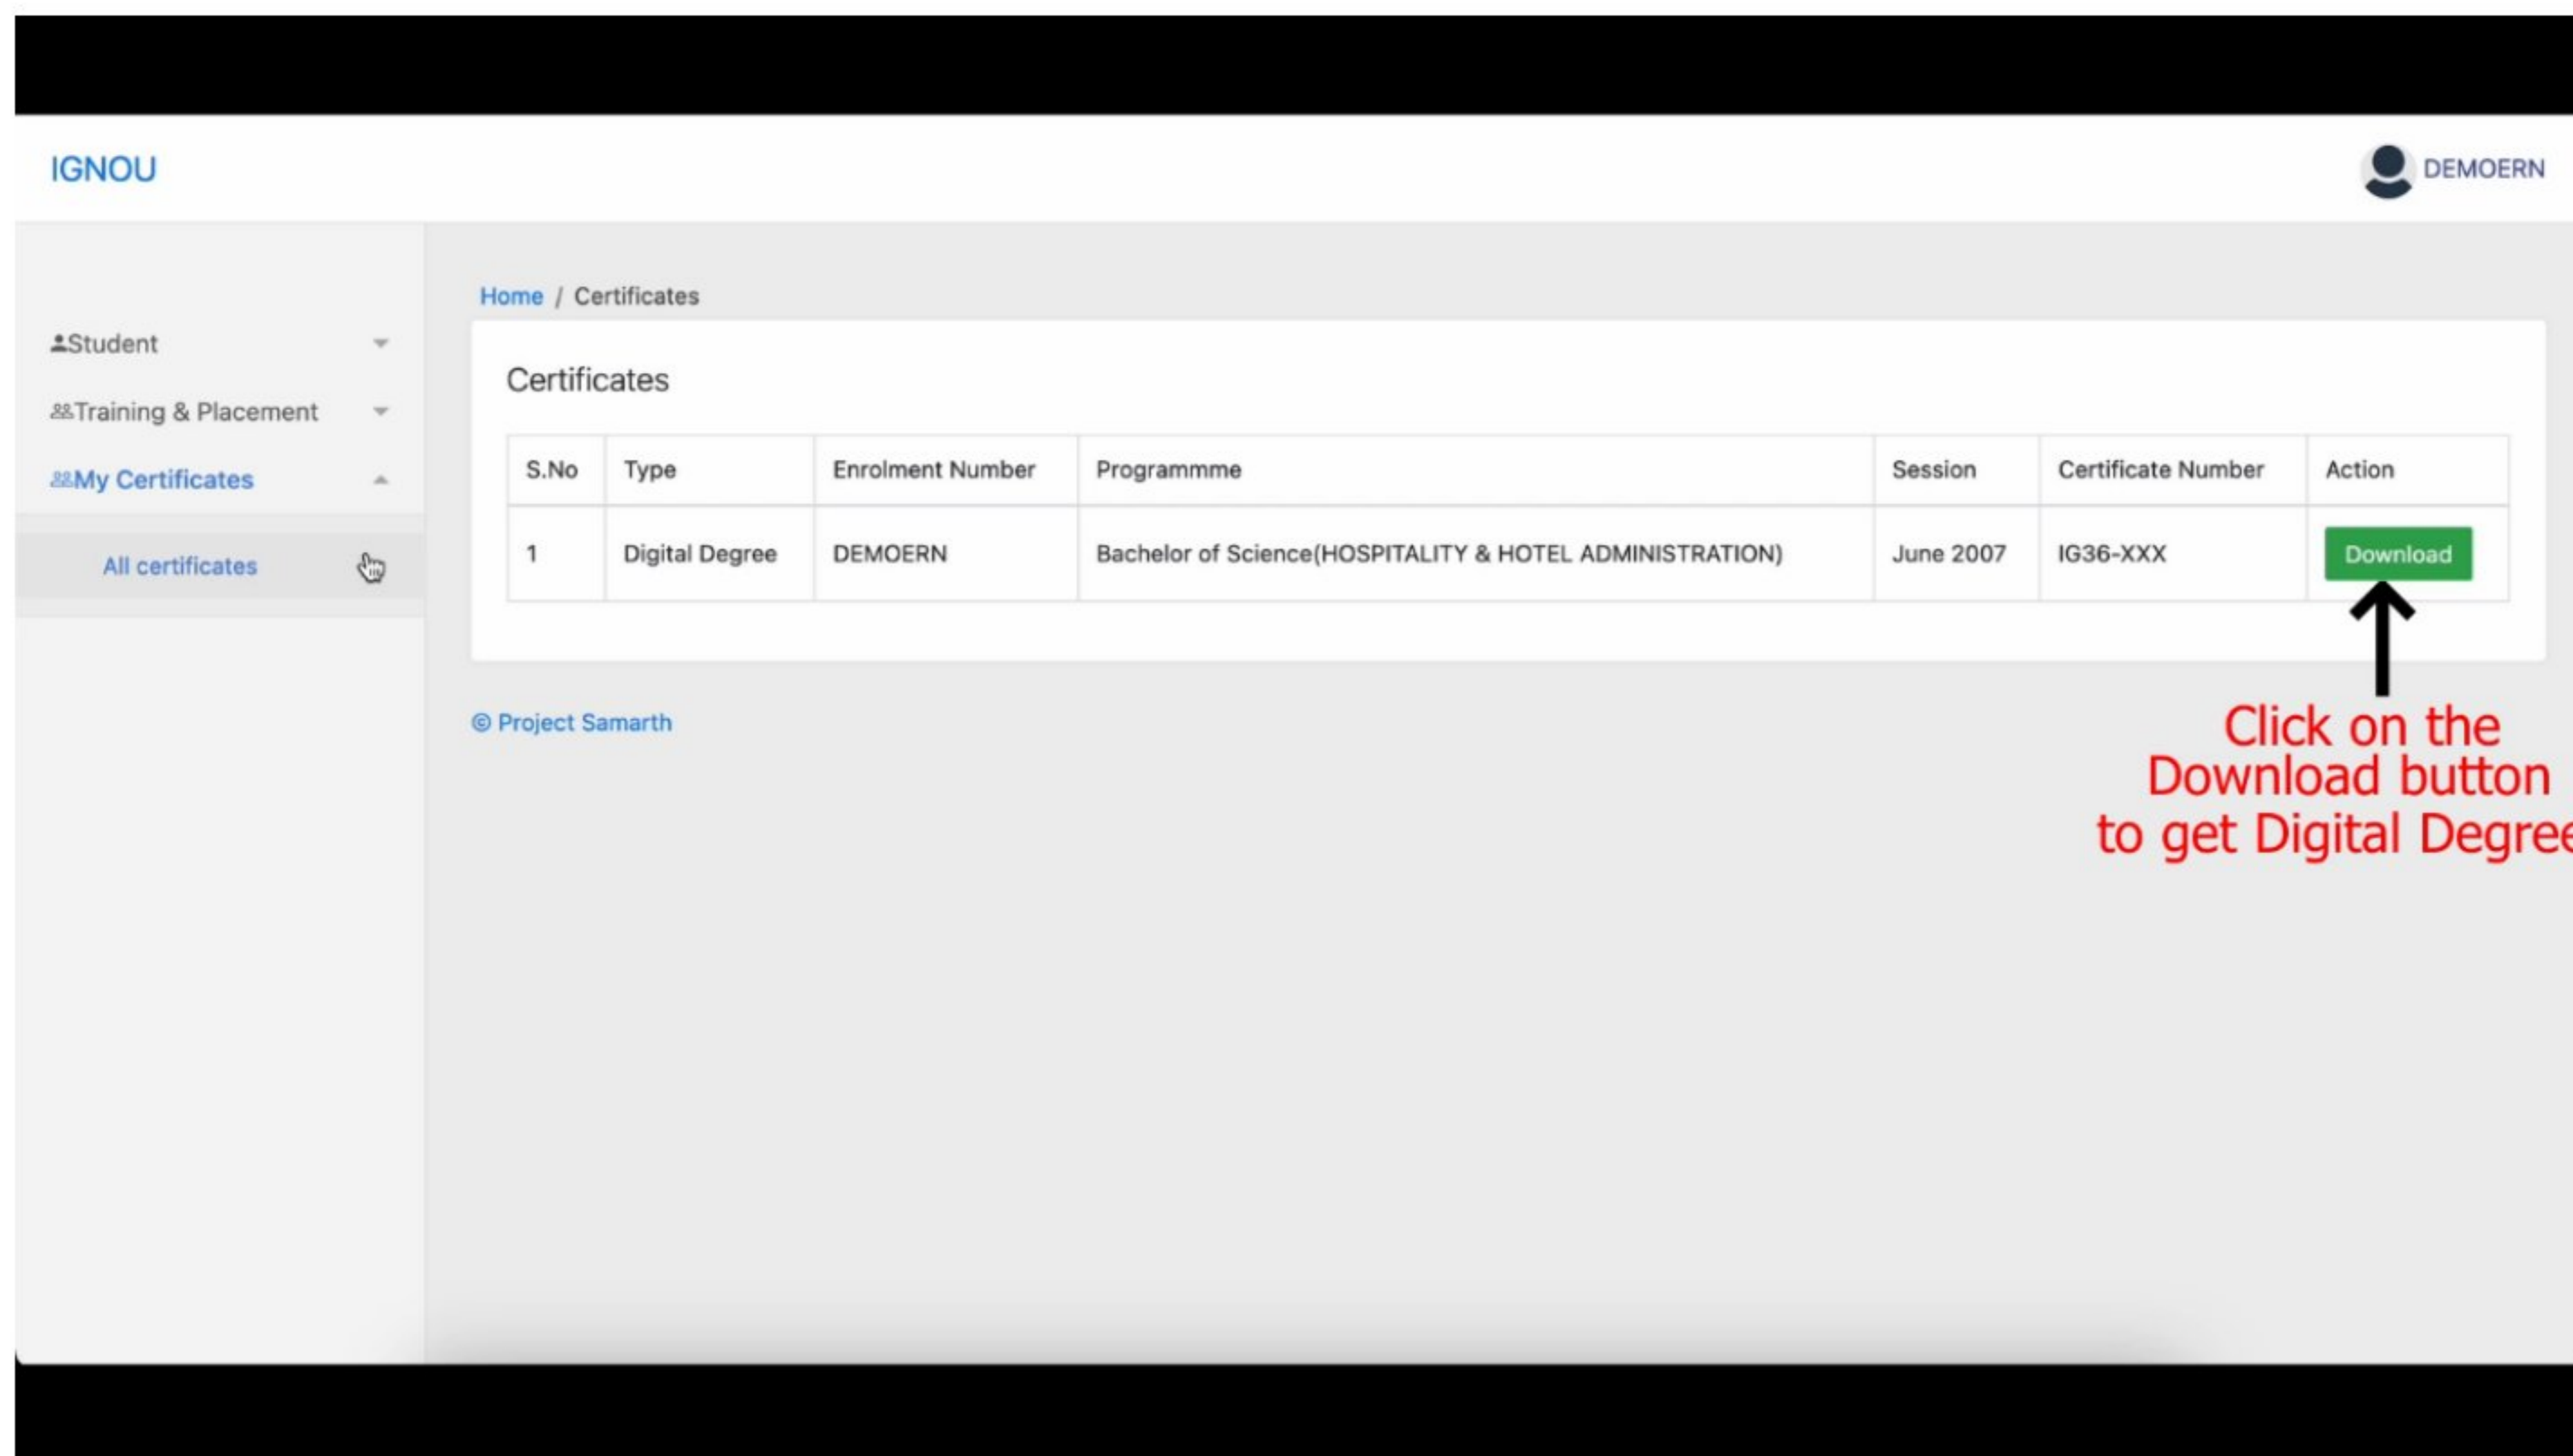 IGNOU
DEMOERN
Home / Certificates
Student
Training & Placement
My Certificates
All certificates
Certificates
S.No Type Enrolment Number Programmme Session Certificate Number Action
1 Digital Degree DEMOERN Bachelor of Science(HOSPITALITY & HOTEL ADMINISTRATION) June 2007 IG36-XXX Download
© Project Samarth
Click on the
Download button
to get Digital Degree